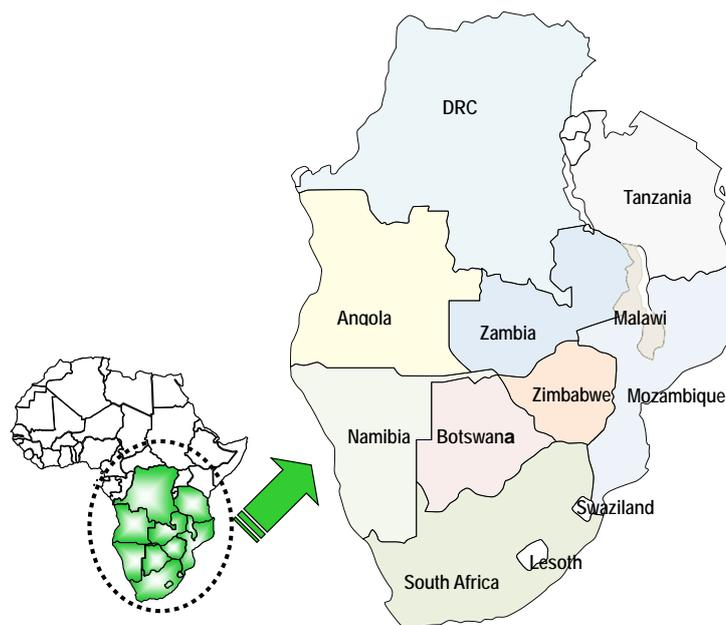 DRC
Tanzania
Angola
Zambia
Malawi
Zimbabwe
Mozambique
Namibia
Botswana
Swaziland
Lesoth
South Africa